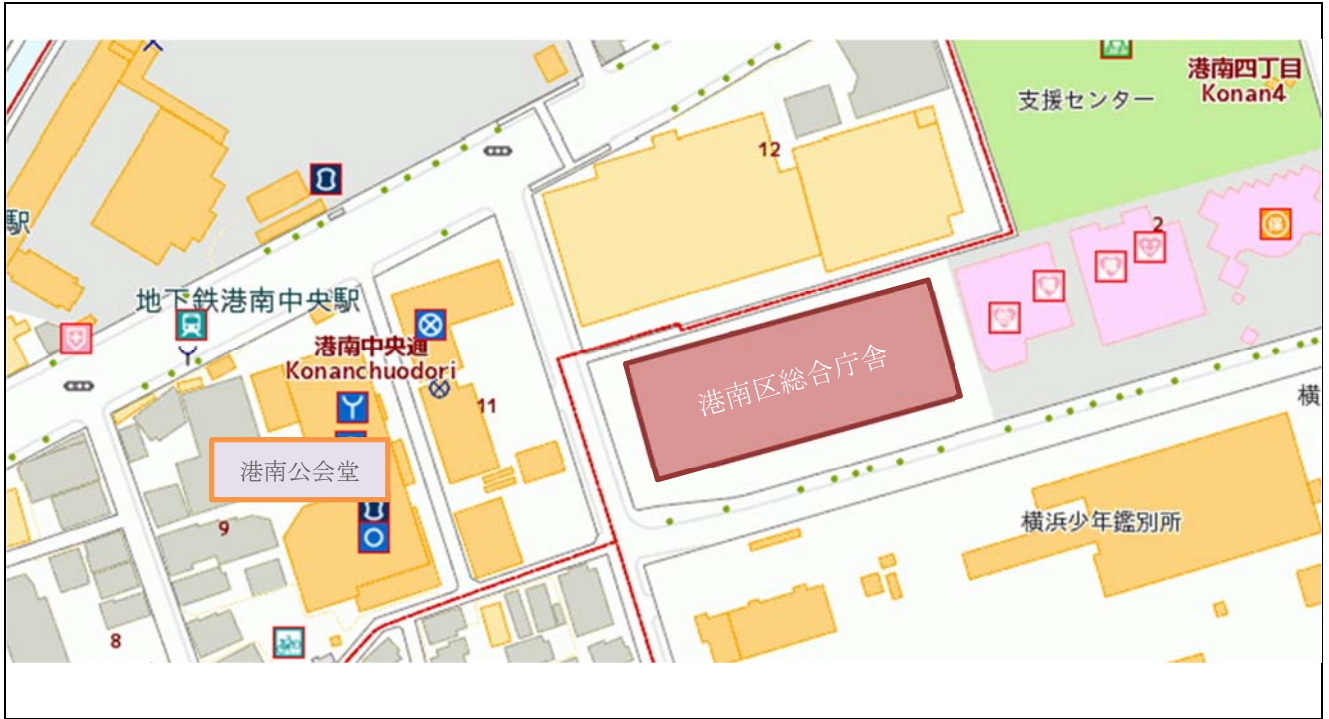 港南四丁目
Konan4
支援センター
12
駅
2
地下鉄港南中央駅
港南中央通
Konanchuodori
11
港南区総合庁舎
横
港南公会堂
9
横浜少年鑑別所
8